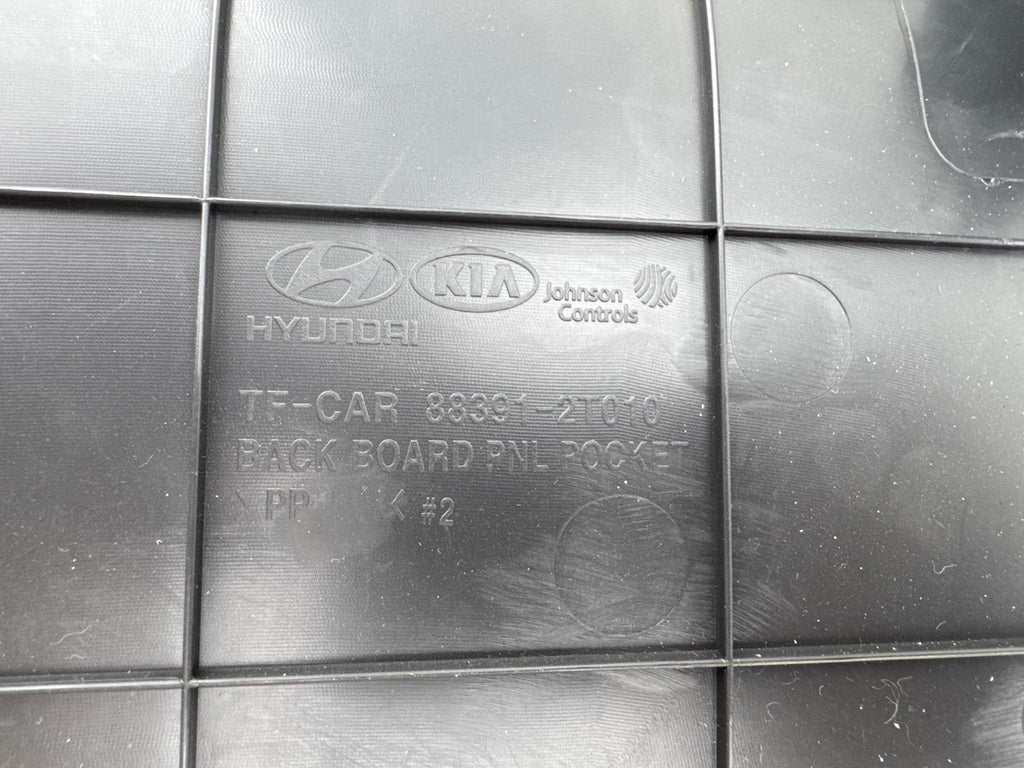 KIA
Johnson
Controls
HYUNDAI
TF-CAR 88391-2T010
BACK BOARD PNL POCKET
#2